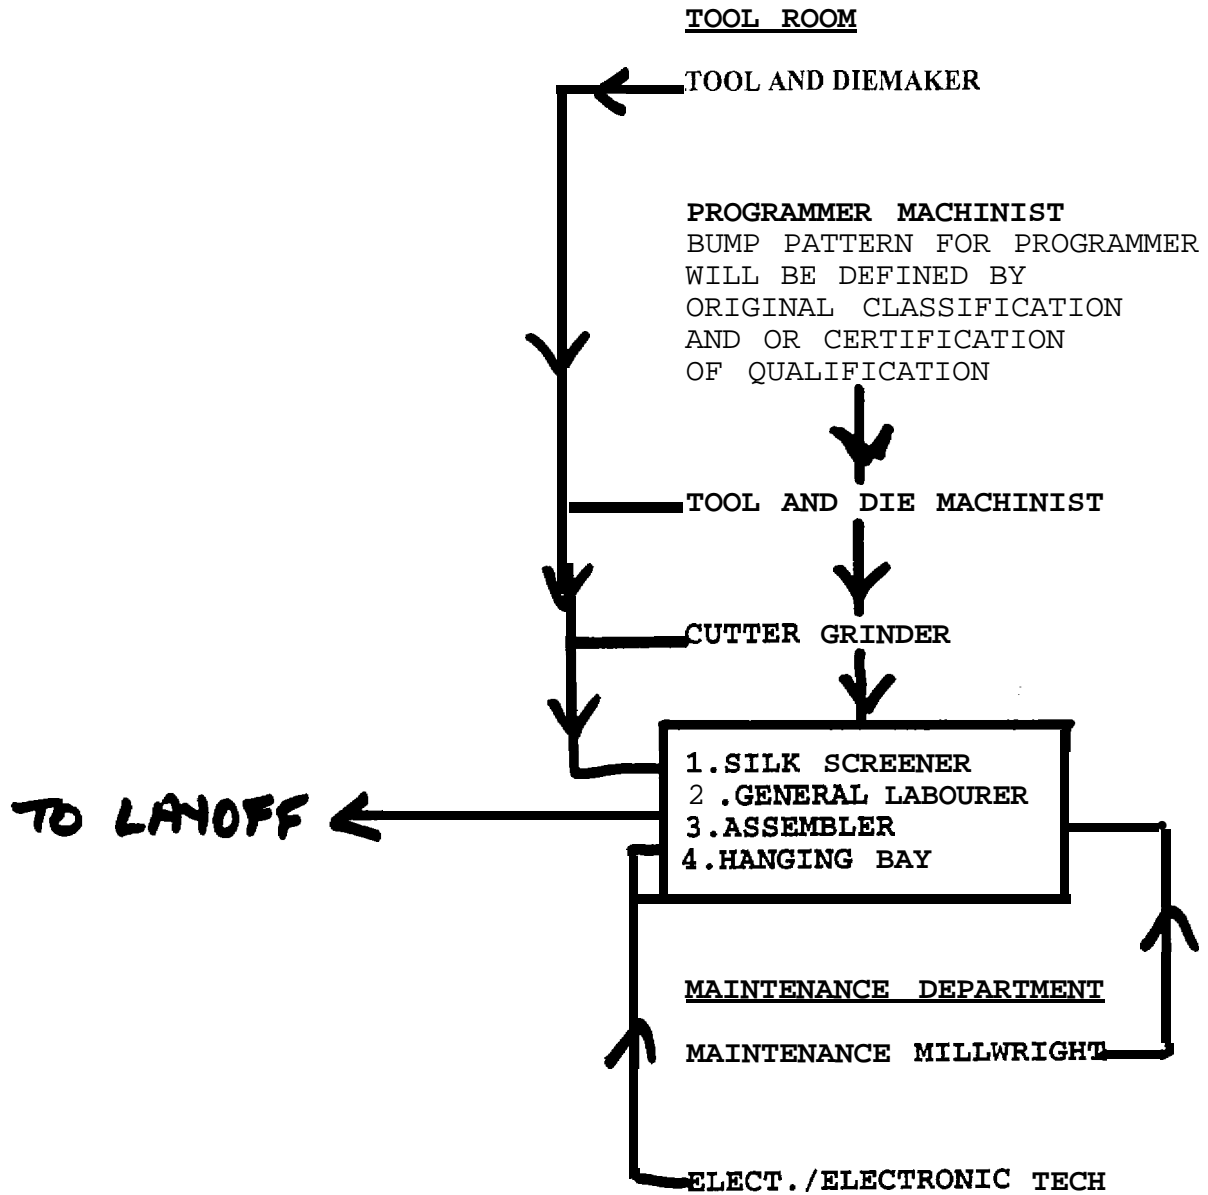 TOOL ROOM
TOOL AND DIEMAKER
PROGRAMMER MACHINIST
BUMP PATTERN FOR PROGRAMMER
WILL BE DEFINED BY
ORIGINAL CLASSIFICATION
AND OR CERTIFICATION
OF QUALIFICATION
TOOL AND DIE MACHINIST
CUTTER GRINDER
1.SILK SCREENER
2.GENERAL LABOURER
3.ASSEMBLER
4.HANGING BAY
TO LAYOFF
MAINTENANCE DEPARTMENT
MAINTENANCE MILLWRIGHT
ELECT./ELECTRONIC TECH